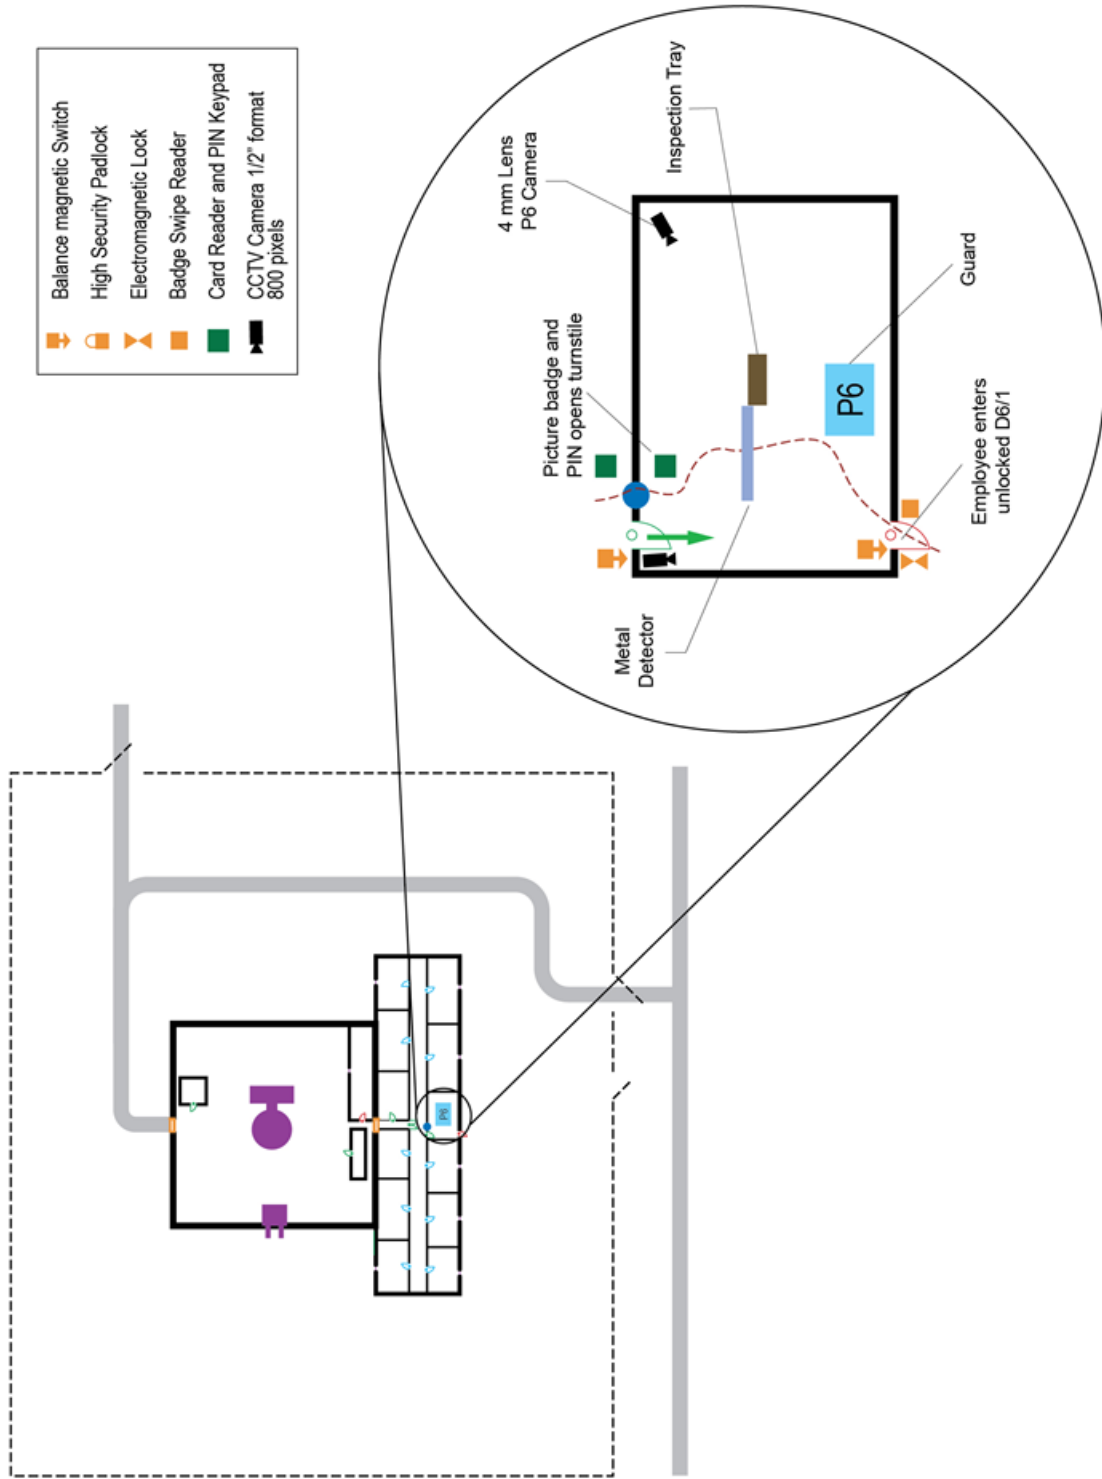 Balance magnetic Switch
High Security Padlock
Electromagnetic Lock
Badge Swipe Reader
Card Reader and PIN Keypad
CCTV Camera 1/2" format
800 pixels
4 mm Lens
P6 Camera
Inspection Tray
Picture badge and
PIN opens turnstile
P6
Guard
Employee enters
unlocked D6/1
Metal
Detector
P6